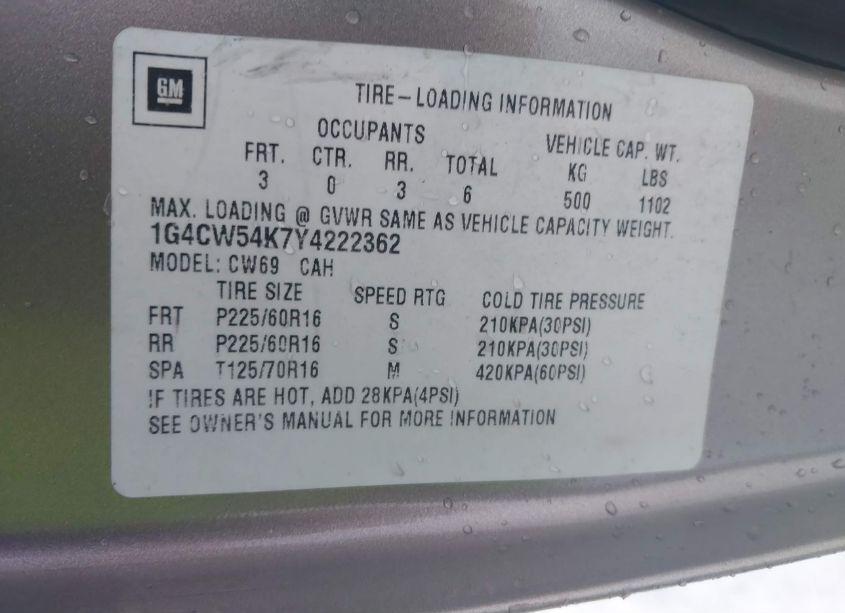 GM
TIRE-LOADING INFORMATION
OCCUPANTS VEHICLE CAP. WT.
FRT. CTR. RR. TOTAL KG LBS
3 0 3 6 500 1102
MAX. LOADING @ GVWR SAME AS VEHICLE CAPACITY WEIGHT.
1G4CW54K7Y4222362
MODEL: CW69 CAH
TIRE SIZE SPEED RTG COLD TIRE PRESSURE
FRT P225/60R16 S 210KPA(30PSI)
RR P225/60R16 S 210KPA(30PSI)
SPA T125/70R16 M 420KPA(60PSI)
IF TIRES ARE HOT, ADD 28KPA(4PSI)
SEE OWNER'S MANUAL FOR MORE INFORMATION